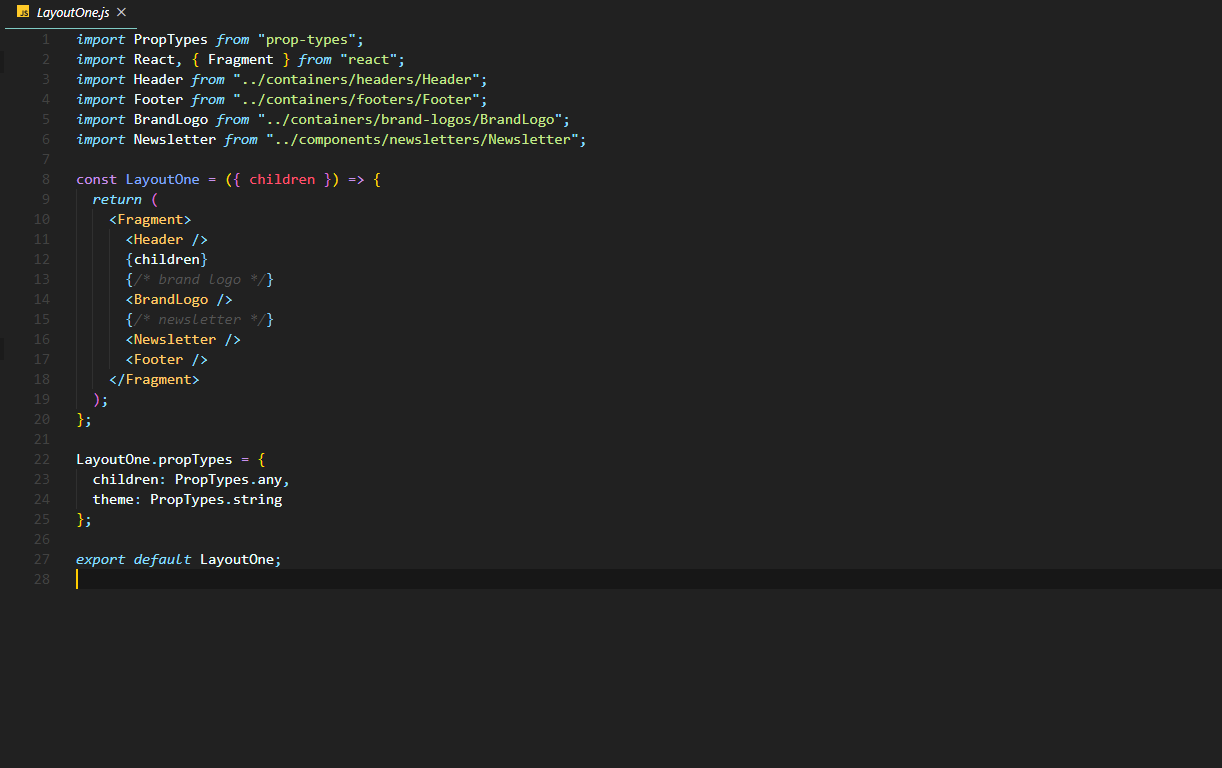 JS LayoutOne.js ×
1 import PropTypes from "prop-types";
2 import React, { Fragment } from "react";
3 import Header from "../containers/headers/Header";
4 import Footer from "../containers/footers/Footer";
5 import BrandLogo from "../containers/brand-logos/BrandLogo";
6 import Newsletter from "../components/newsletters/Newsletter";
7
8 const LayoutOne = ({ children }) => {
9   return (
10     <Fragment>
11       <Header />
12       {children}
13       {/* brand logo */}
14       <BrandLogo />
15       {/* newsletter */}
16       <Newsletter />
17       <Footer />
18     </Fragment>
19   );
20 };
21
22 LayoutOne.propTypes = {
23   children: PropTypes.any,
24   theme: PropTypes.string
25 };
26
27 export default LayoutOne;
28